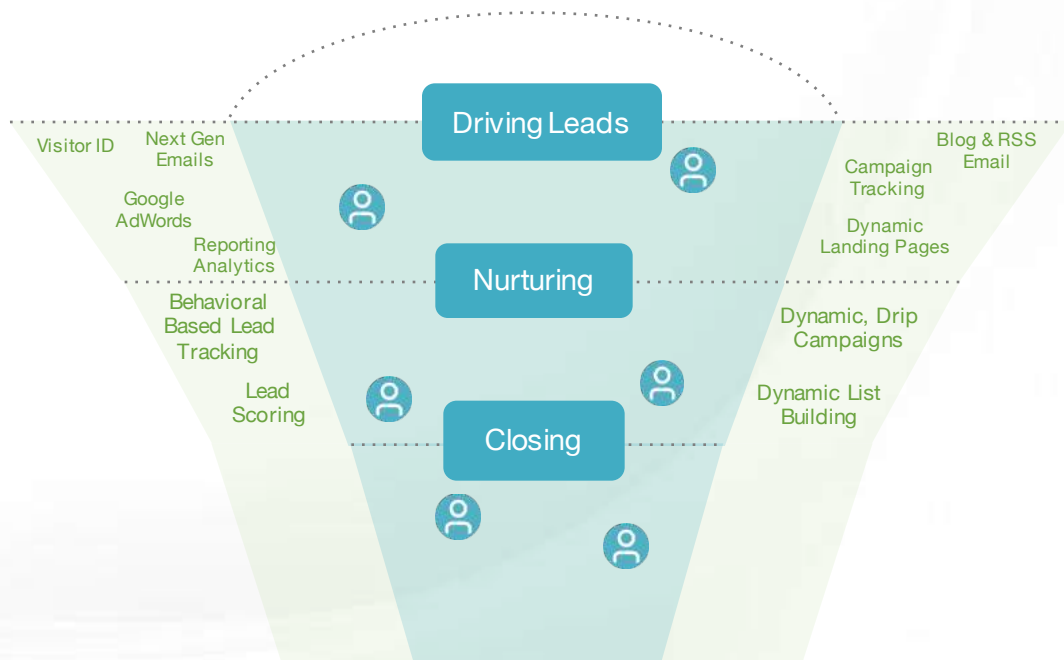 Driving Leads
Visitor ID
Next Gen
Emails
Google
AdWords
Reporting
Analytics
Blog & RSS
Email
Campaign
Tracking
Dynamic
Landing Pages
Nurturing
Behavioral
Based Lead
Tracking
Lead
Scoring
Dynamic, Drip
Campaigns
Dynamic List
Building
Closing